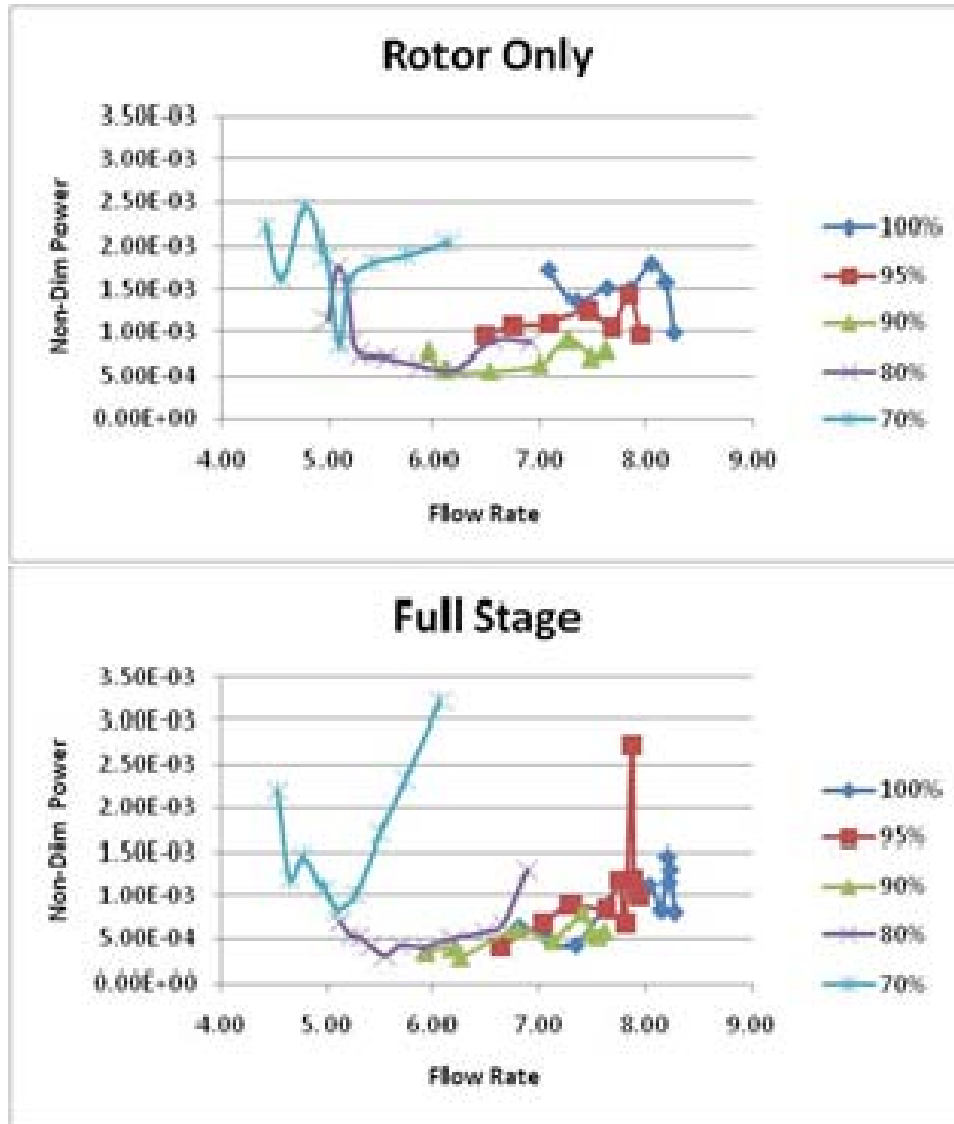 Rotor Only
3.50E-03
3.00E-03
2.50E-03
2.00E-03
1.50E-03
1.00E-03
5.00E-04
0.00E+00
Non-Dim Power
4.00 5.00 6.00 7.00 8.00 9.00
Flow Rate
100%
95%
90%
80%
70%
Full Stage
3.50E-03
3.00E-03
2.50E-03
2.00E-03
1.50E-03
1.00E-03
5.00E-04
0.00E+00
Non-Dim Power
4.00 5.00 6.00 7.00 8.00 9.00
Flow Rate
100%
95%
90%
80%
70%